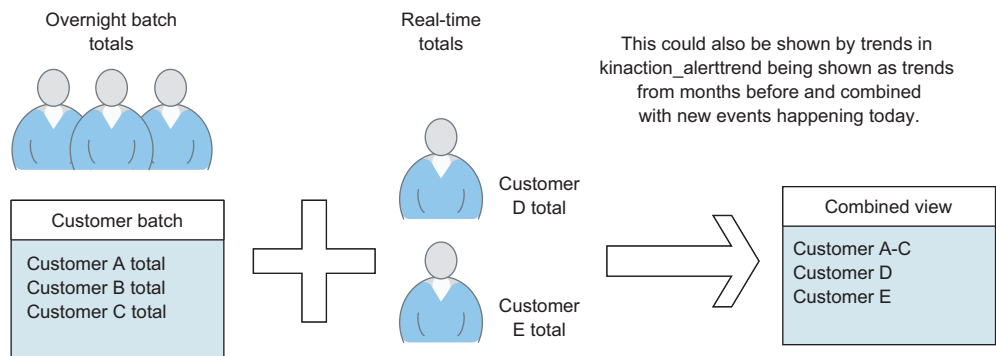 Overnight batch
totals
Real-time
totals
This could also be shown by trends in
kinaction_alerttrend being shown as trends
from months before and combined
with new events happening today.
Customer batch
Customer A total
Customer B total
Customer C total
Customer
D total
Customer
E total
Combined view
Customer A-C
Customer D
Customer E